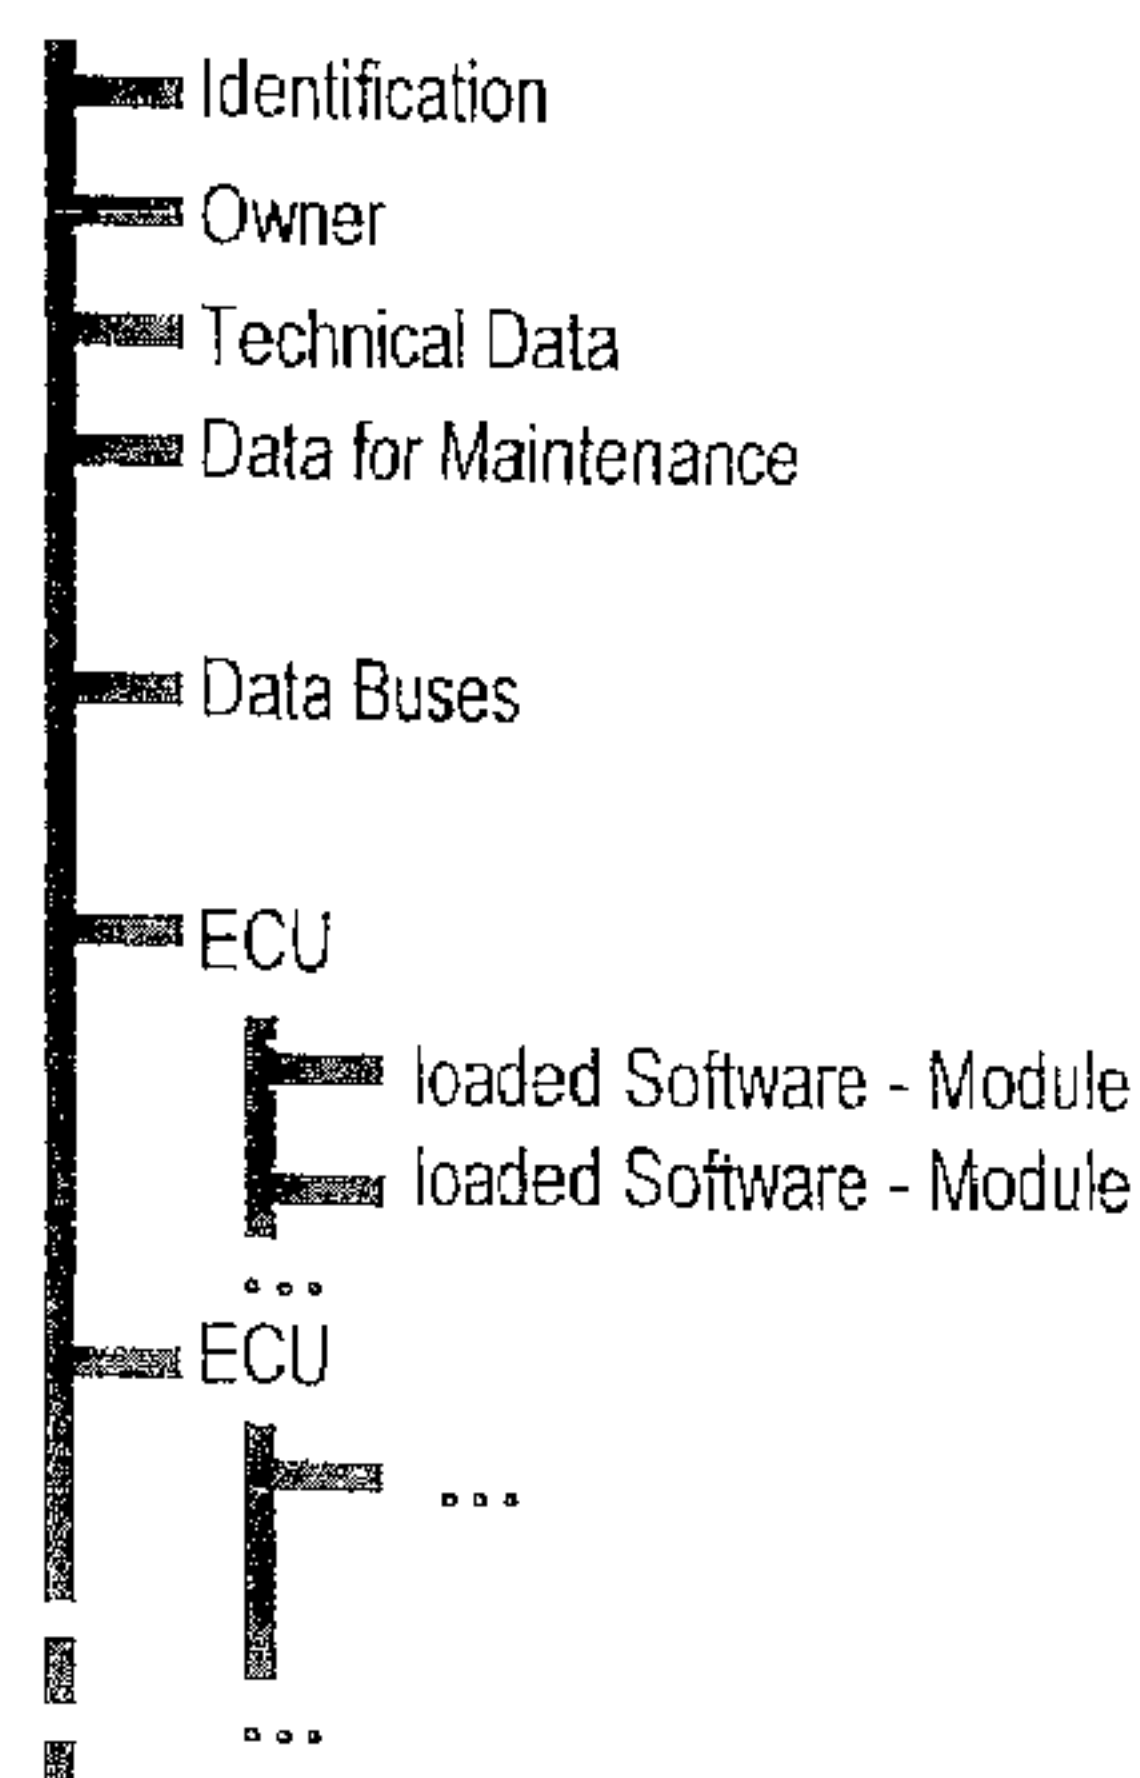 Identification
Owner
Technical Data
Data for Maintenance
Data Buses
ECU
loaded Software - Module
loaded Software - Module
...
ECU
...
...